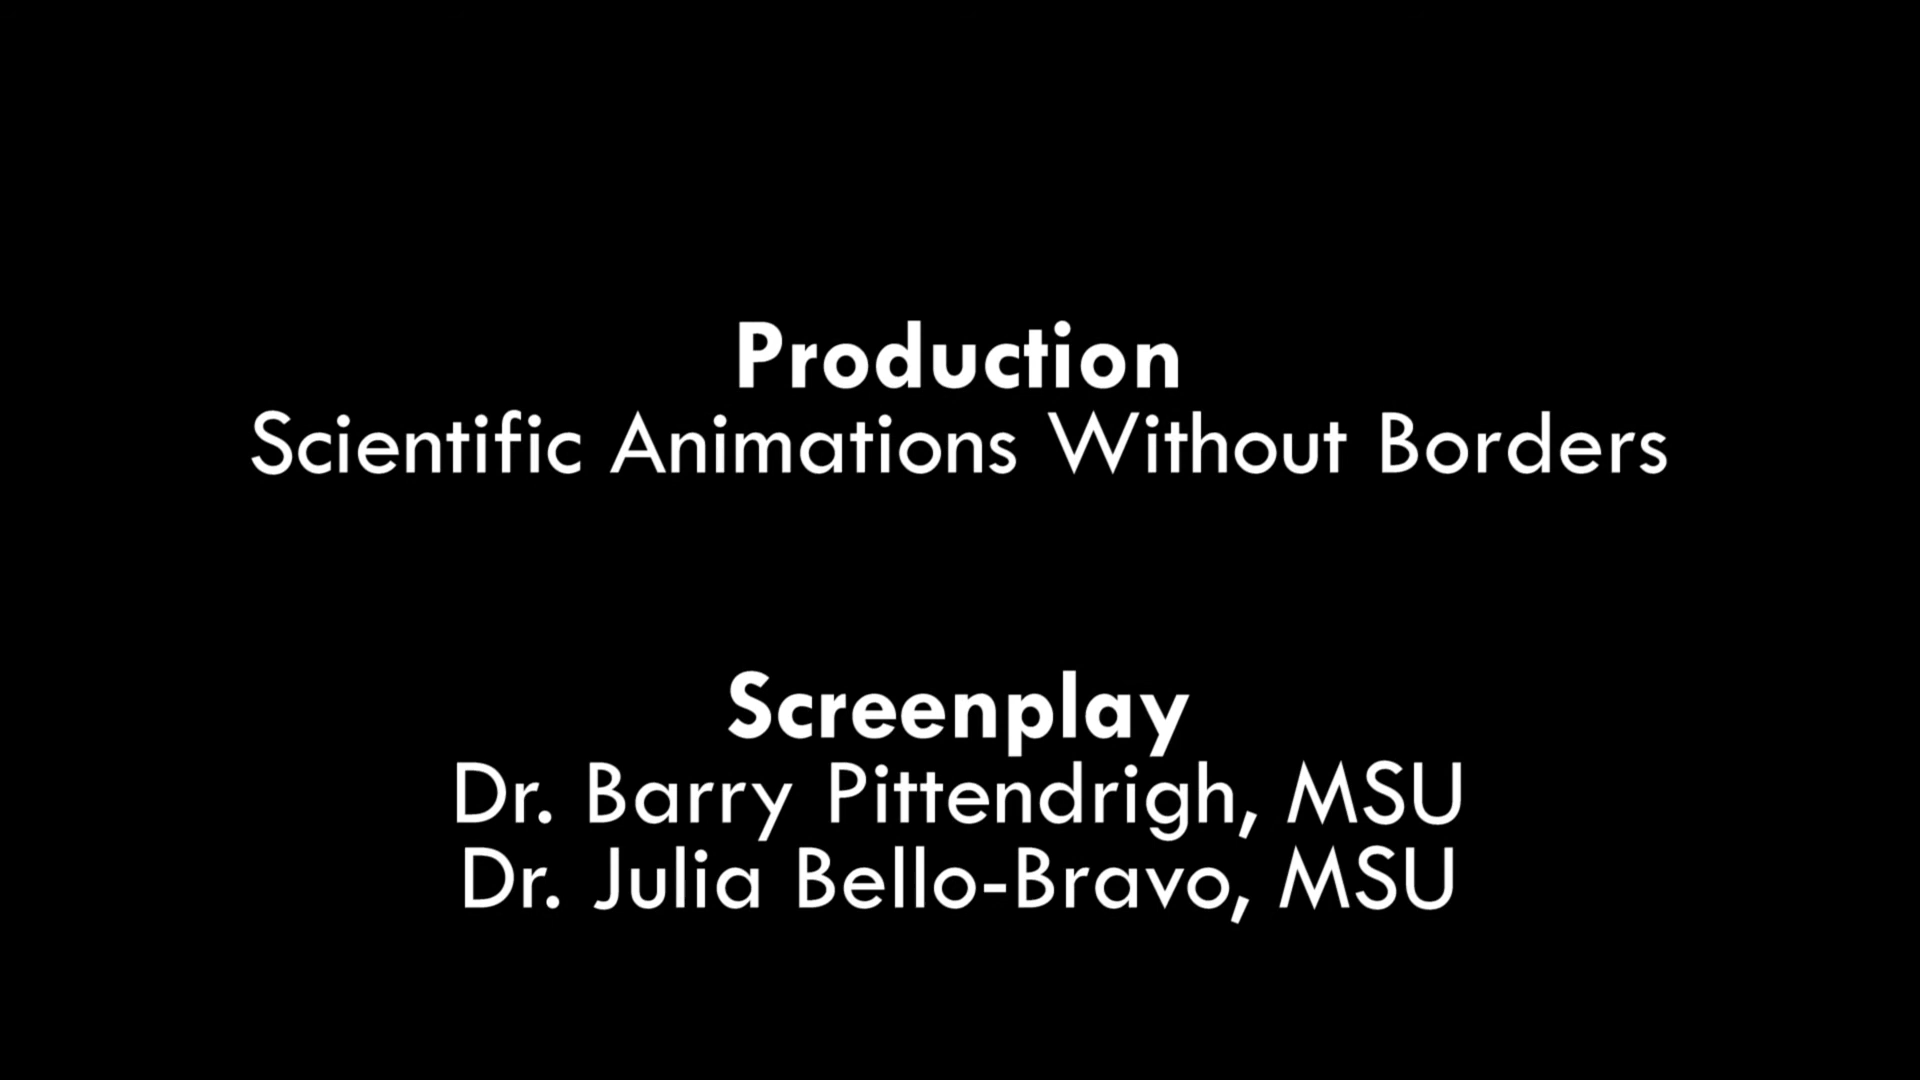 Production
Scientific Animations Without Borders
Screenplay
Dr. Barry Pittendrigh, MSU
Dr. Julia Bello-Bravo, MSU